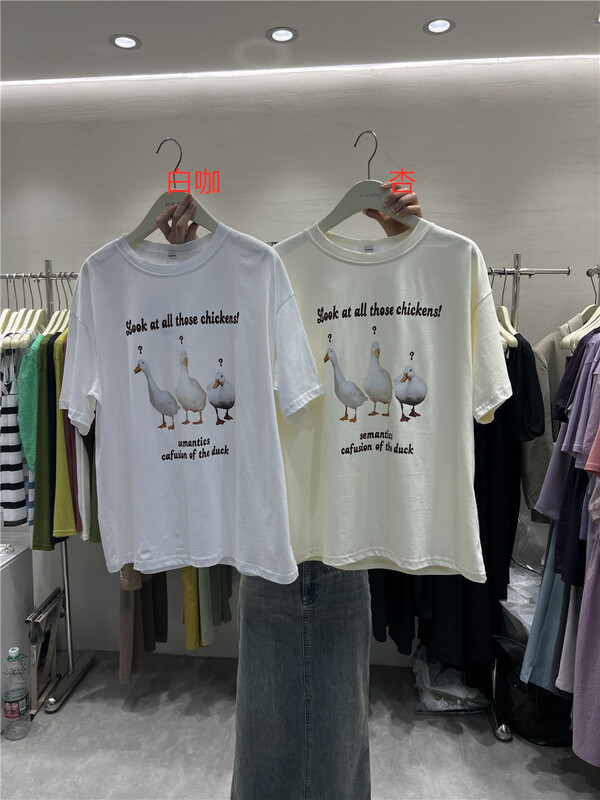 白咖
杏
Look at all those chickens!
? ? ?
semantics
cafusion of the duck
Look at all those chickens!
? ? ?
semantics
cafusion of the duck